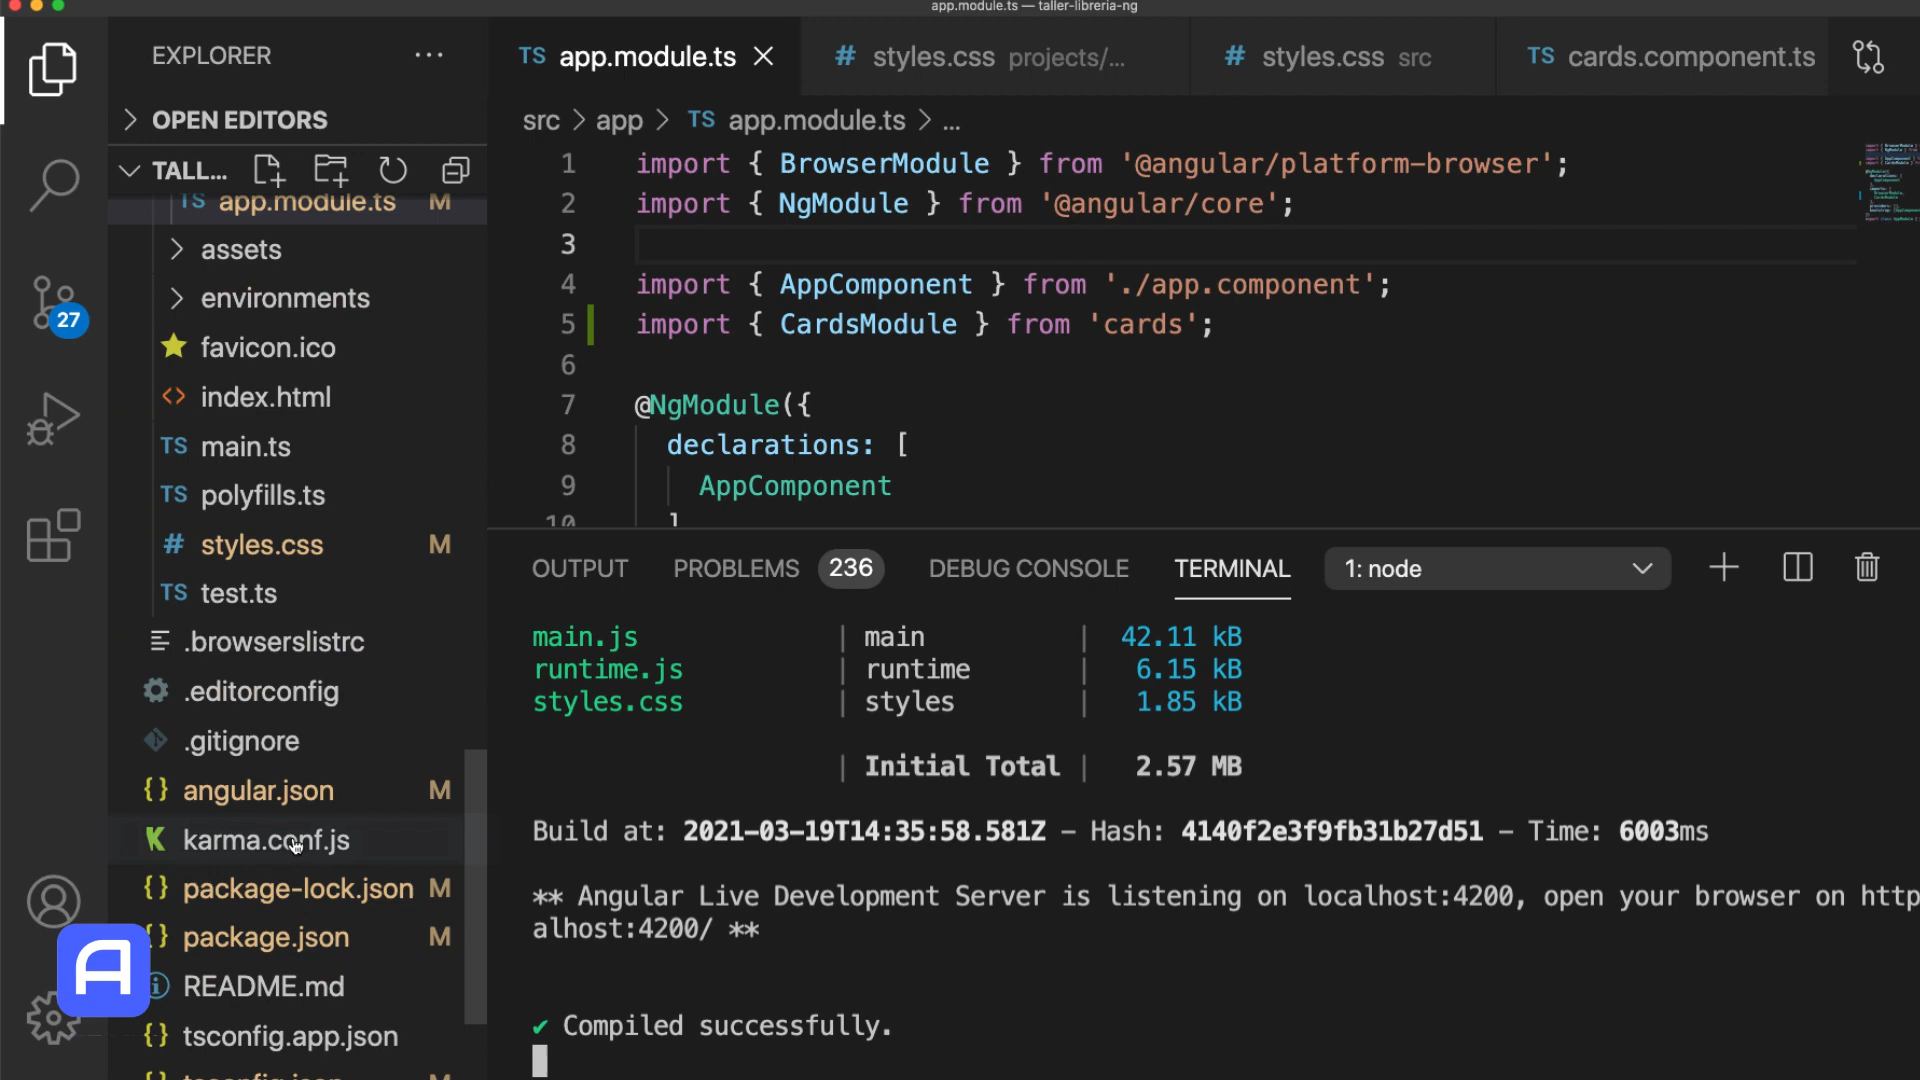 app.module.ts — taller-libreria-ng
EXPLORER
OPEN EDITORS
TALL...
TS app.module.ts M
assets
environments
favicon.ico
<> index.html
TS main.ts
TS polyfills.ts
# styles.css M
TS test.ts
.browserslistrc
.editorconfig
.gitignore
{} angular.json M
K karma.conf.js
{} package-lock.json M
{} package.json M
README.md
{} tsconfig.app.json
27
A
TS app.module.ts
# styles.css projects/...
# styles.css src
TS cards.component.ts
src > app > TS app.module.ts > ...
1 import { BrowserModule } from '@angular/platform-browser';
2 import { NgModule } from '@angular/core';
3
4 import { AppComponent } from './app.component';
5 import { CardsModule } from 'cards';
6
7 @NgModule({
8 declarations: [
9 AppComponent
10 ]
OUTPUT PROBLEMS 236 DEBUG CONSOLE TERMINAL 1: node
main.js | main | 42.11 kB
runtime.js | runtime | 6.15 kB
styles.css | styles | 1.85 kB
| Initial Total | 2.57 MB
Build at: 2021-03-19T14:35:58.581Z - Hash: 4140f2e3f9fb31b27d51 - Time: 6003ms
** Angular Live Development Server is listening on localhost:4200, open your browser on http
alhost:4200/ **
✔ Compiled successfully.